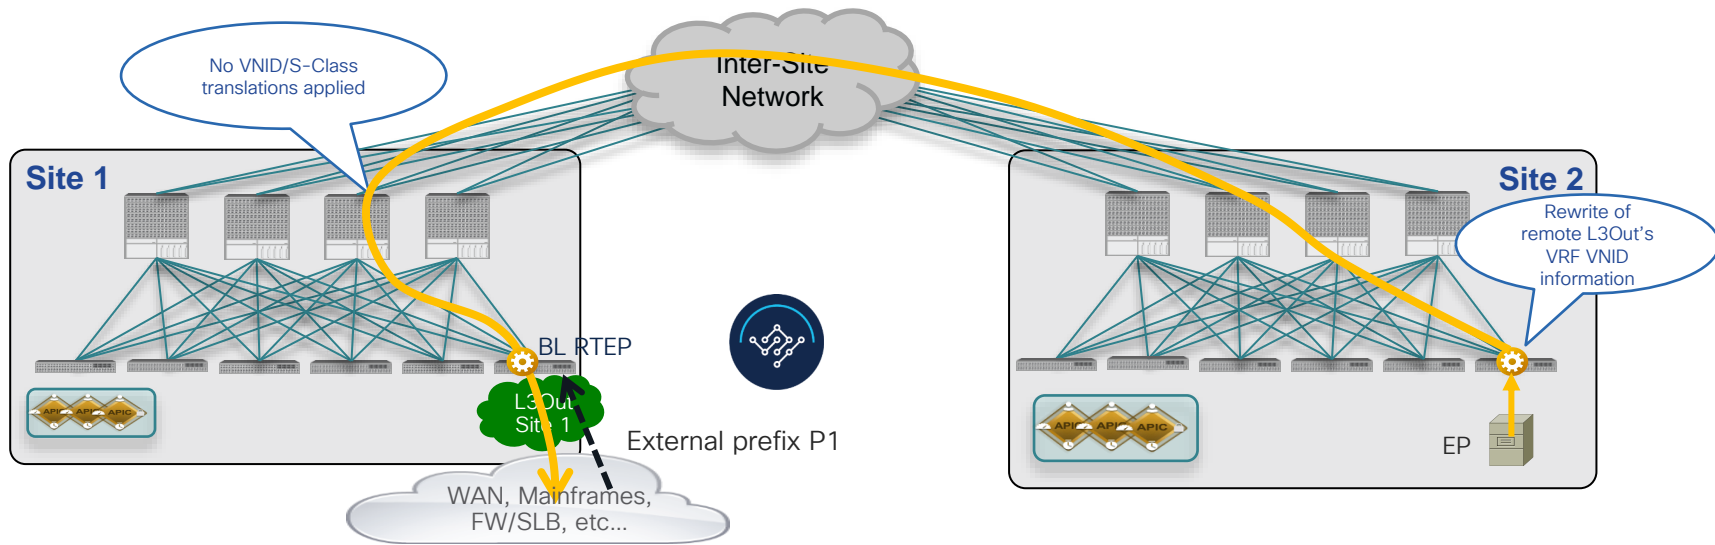 No VNID/S-Class
translations applied
Inter-Site
Network
Site 1
Site 2
Rewrite of
remote L3Out's
VRF VNID
information
BL RTEP
L3Out
Site 1
APIC
APIC
APIC
External prefix P1
WAN, Mainframes,
FW/SLB, etc...
APIC
APIC
APIC
EP